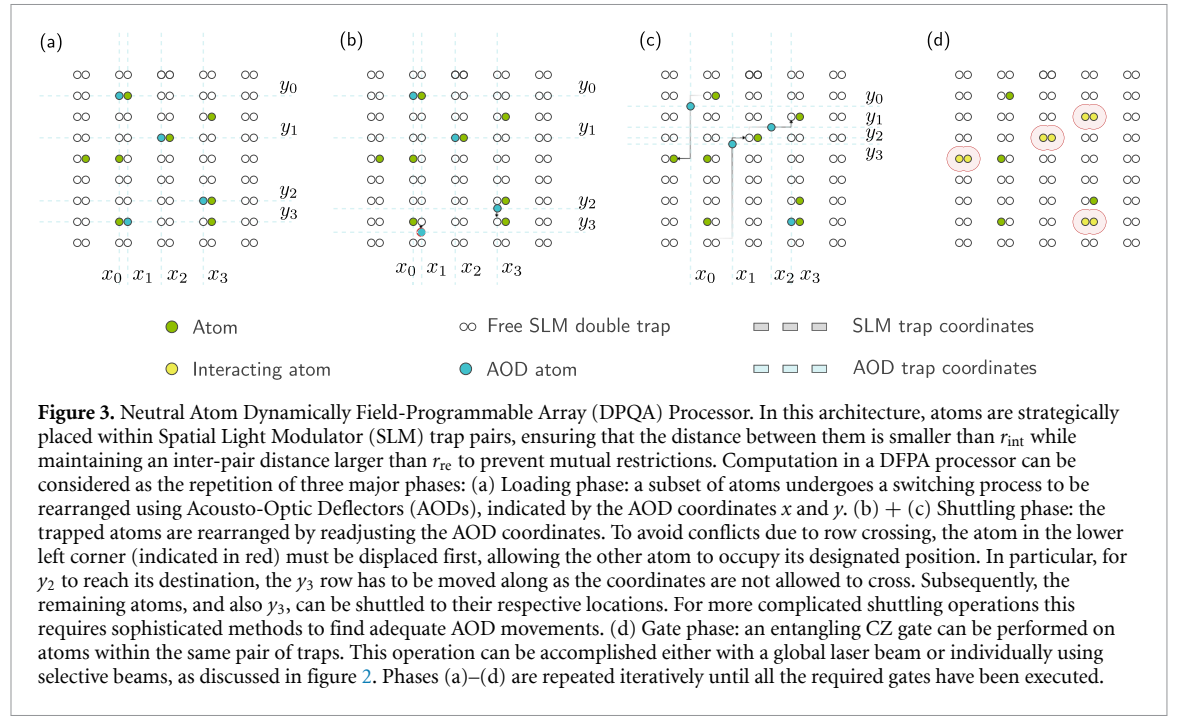 (a)
(b)
(c)
(d)
y0
y1
y2
y3
x0 x1 x2 x3
y0
y1
y2
y3
x0 x1 x2 x3
y0
y1
y2
y3
x0 x1 x2 x3
Atom
Free SLM double trap
SLM trap coordinates
Interacting atom
AOD atom
AOD trap coordinates
Figure 3. Neutral Atom Dynamically Field-Programmable Array (DPQA) Processor. In this architecture, atoms are strategically
placed within Spatial Light Modulator (SLM) trap pairs, ensuring that the distance between them is smaller than rint while
maintaining an inter-pair distance larger than rre to prevent mutual restrictions. Computation in a DFPA processor can be
considered as the repetition of three major phases: (a) Loading phase: a subset of atoms undergoes a switching process to be
rearranged using Acousto-Optic Deflectors (AODs), indicated by the AOD coordinates x and y. (b) + (c) Shuttling phase: the
trapped atoms are rearranged by readjusting the AOD coordinates. To avoid conflicts due to row crossing, the atom in the lower
left corner (indicated in red) must be displaced first, allowing the other atom to occupy its designated position. In particular, for
y2 to reach its destination, the y3 row has to be moved along as the coordinates are not allowed to cross. Subsequently, the
remaining atoms, and also y3, can be shuttled to their respective locations. For more complicated shuttling operations this
requires sophisticated methods to find adequate AOD movements. (d) Gate phase: an entangling CZ gate can be performed on
atoms within the same pair of traps. This operation can be accomplished either with a global laser beam or individually using
selective beams, as discussed in figure 2. Phases (a)–(d) are repeated iteratively until all the required gates have been executed.